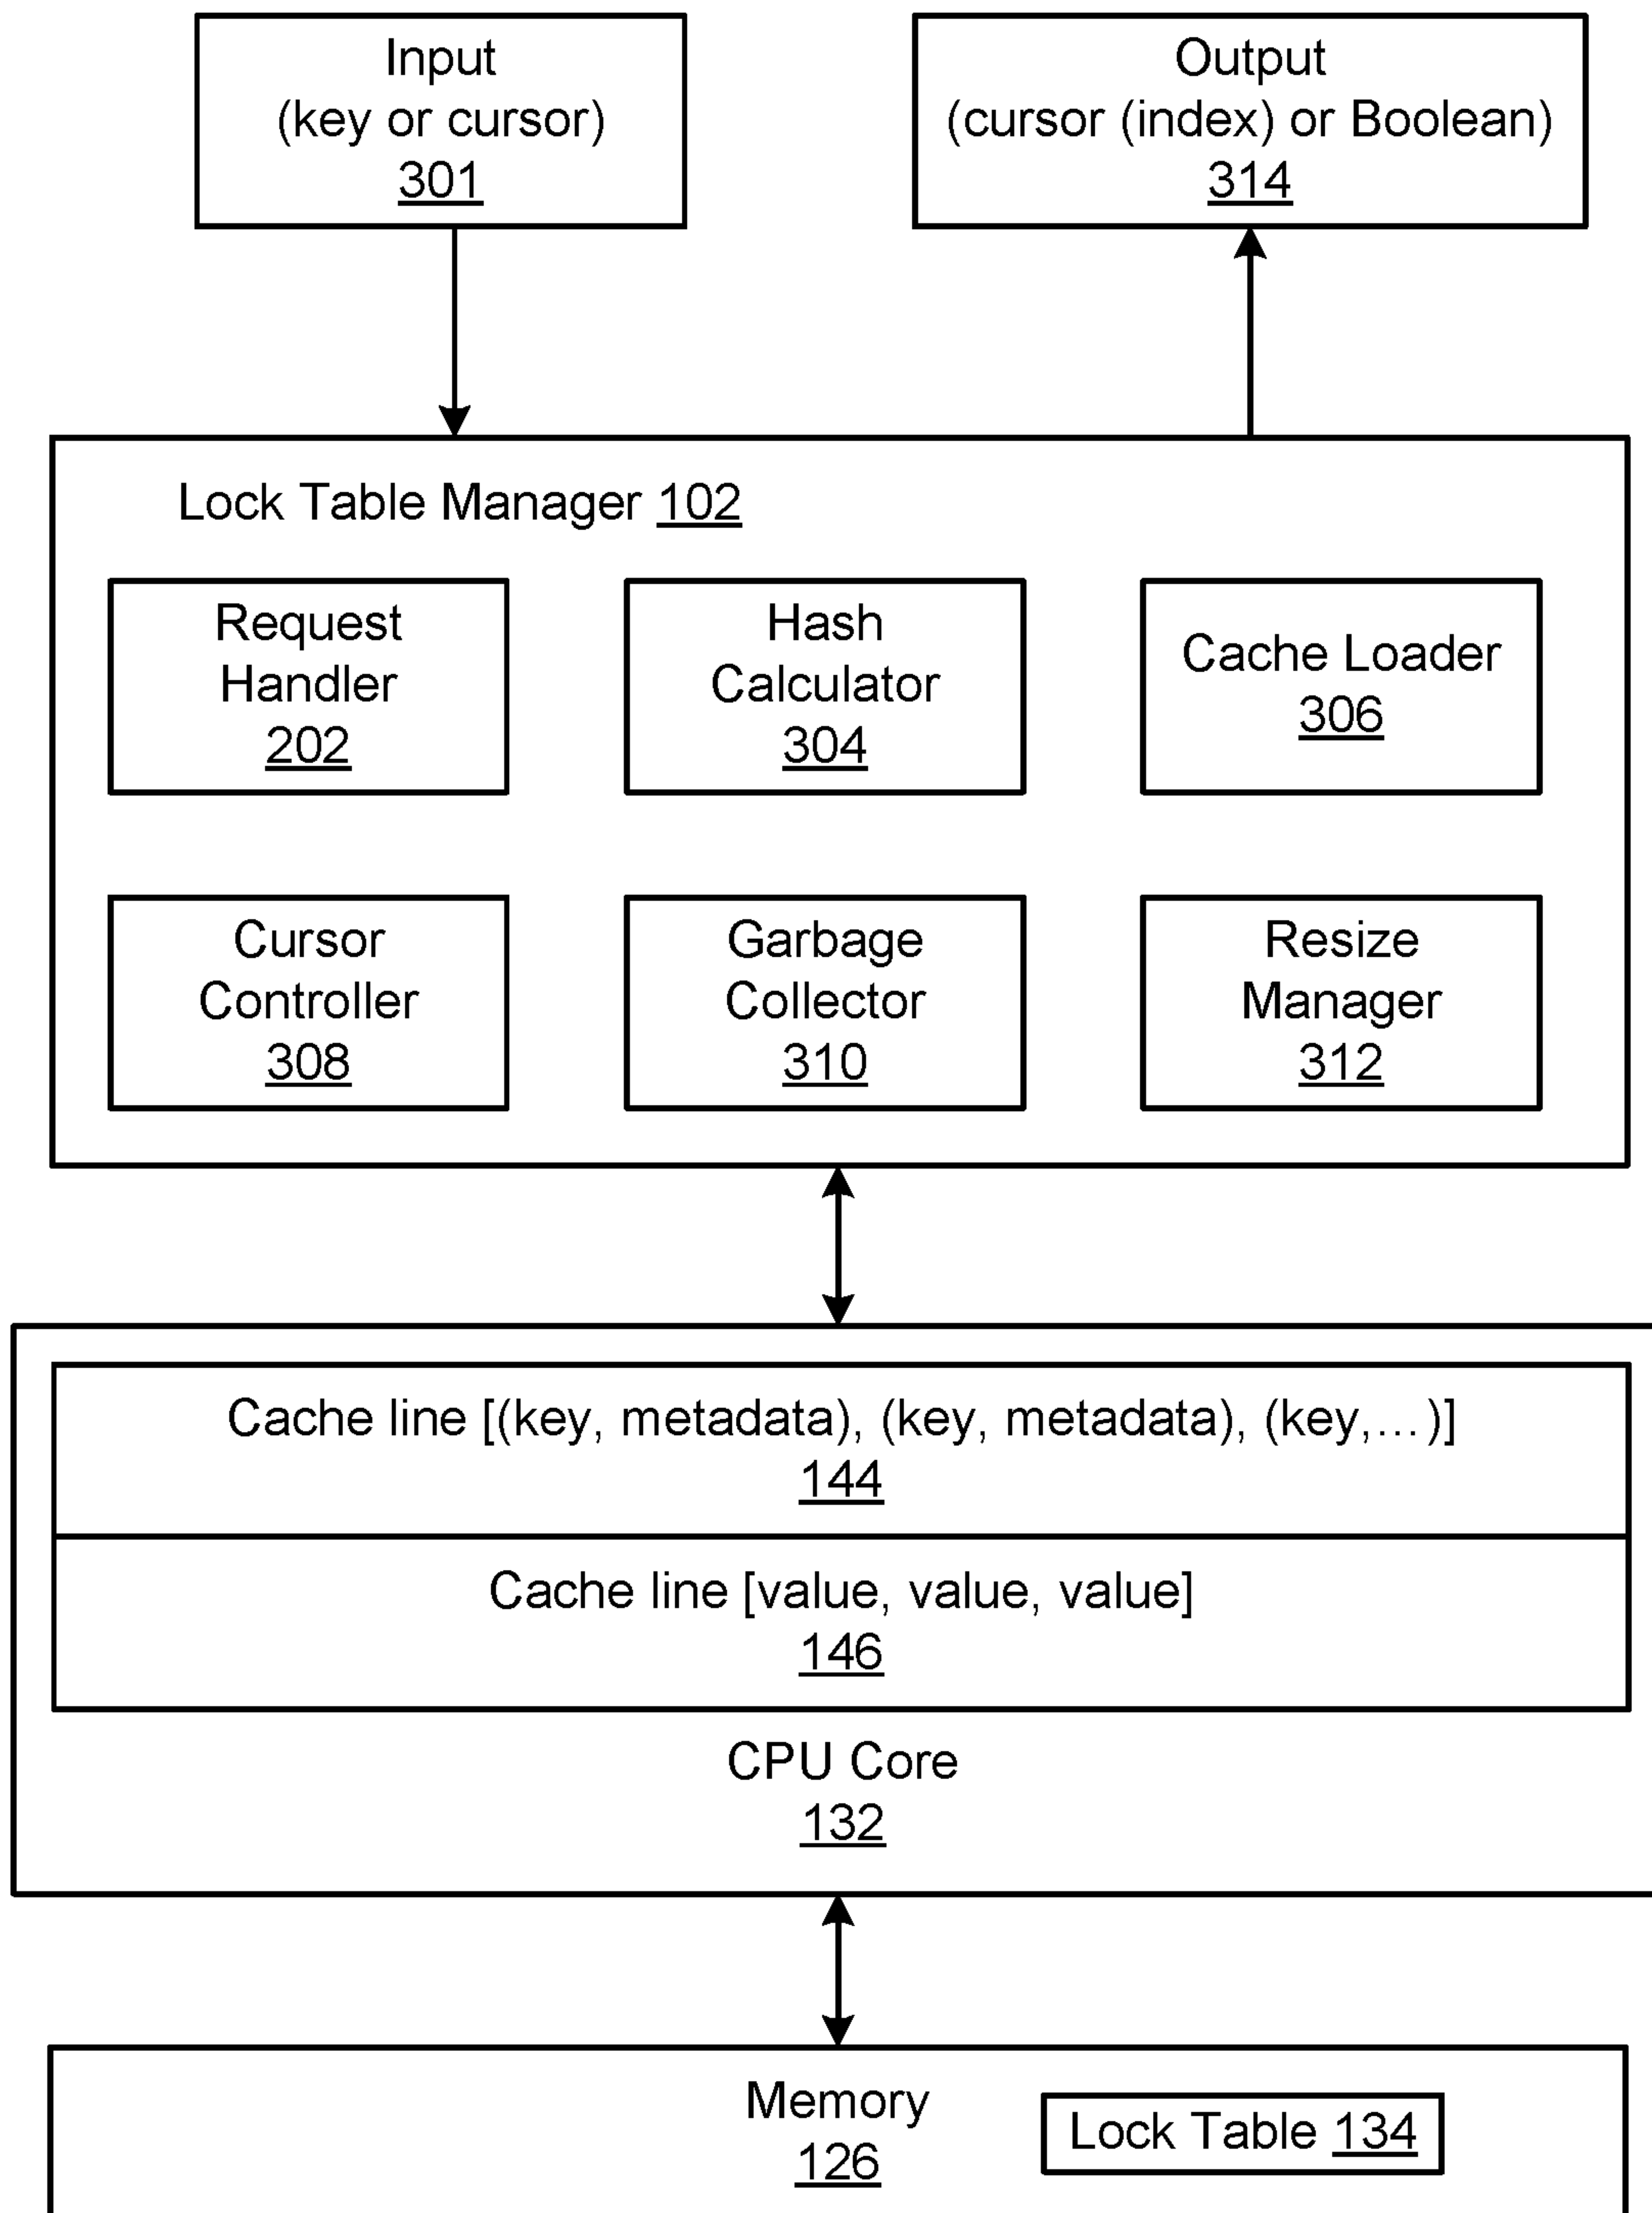 Input
(key or cursor)
301
Output
(cursor (index) or Boolean)
314
Lock Table Manager 102
Request
Handler
202
Hash
Calculator
304
Cache Loader
306
Cursor
Controller
308
Garbage
Collector
310
Resize
Manager
312
Cache line [(key, metadata), (key, metadata), (key,...)]
144
Cache line [value, value, value]
146
CPU Core
132
Memory
126
Lock Table 134